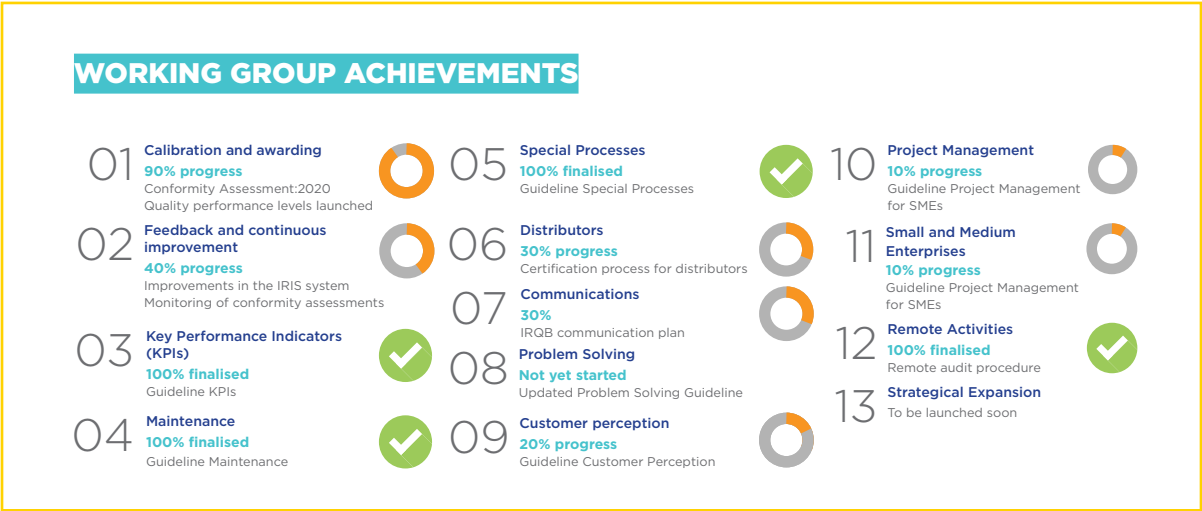 WORKING GROUP ACHIEVEMENTS
01
Calibration and awarding
90% progress
Conformity Assessment:2020
Quality performance levels launched
02
Feedback and continuous
improvement
40% progress
Improvements in the IRIS system
Monitoring of conformity assessments
03
Key Performance Indicators
(KPIs)
100% finalised
Guideline KPIs
04
Maintenance
100% finalised
Guideline Maintenance
05
Special Processes
100% finalised
Guideline Special Processes
06
Distributors
30% progress
Certification process for distributors
07
Communications
30%
IRQB communication plan
08
Problem Solving
Not yet started
Updated Problem Solving Guideline
09
Customer perception
20% progress
Guideline Customer Perception
10
Project Management
10% progress
Guideline Project Management
for SMEs
11
Small and Medium
Enterprises
10% progress
Guideline Project Management
for SMEs
12
Remote Activities
100% finalised
Remote audit procedure
13
Strategical Expansion
To be launched soon